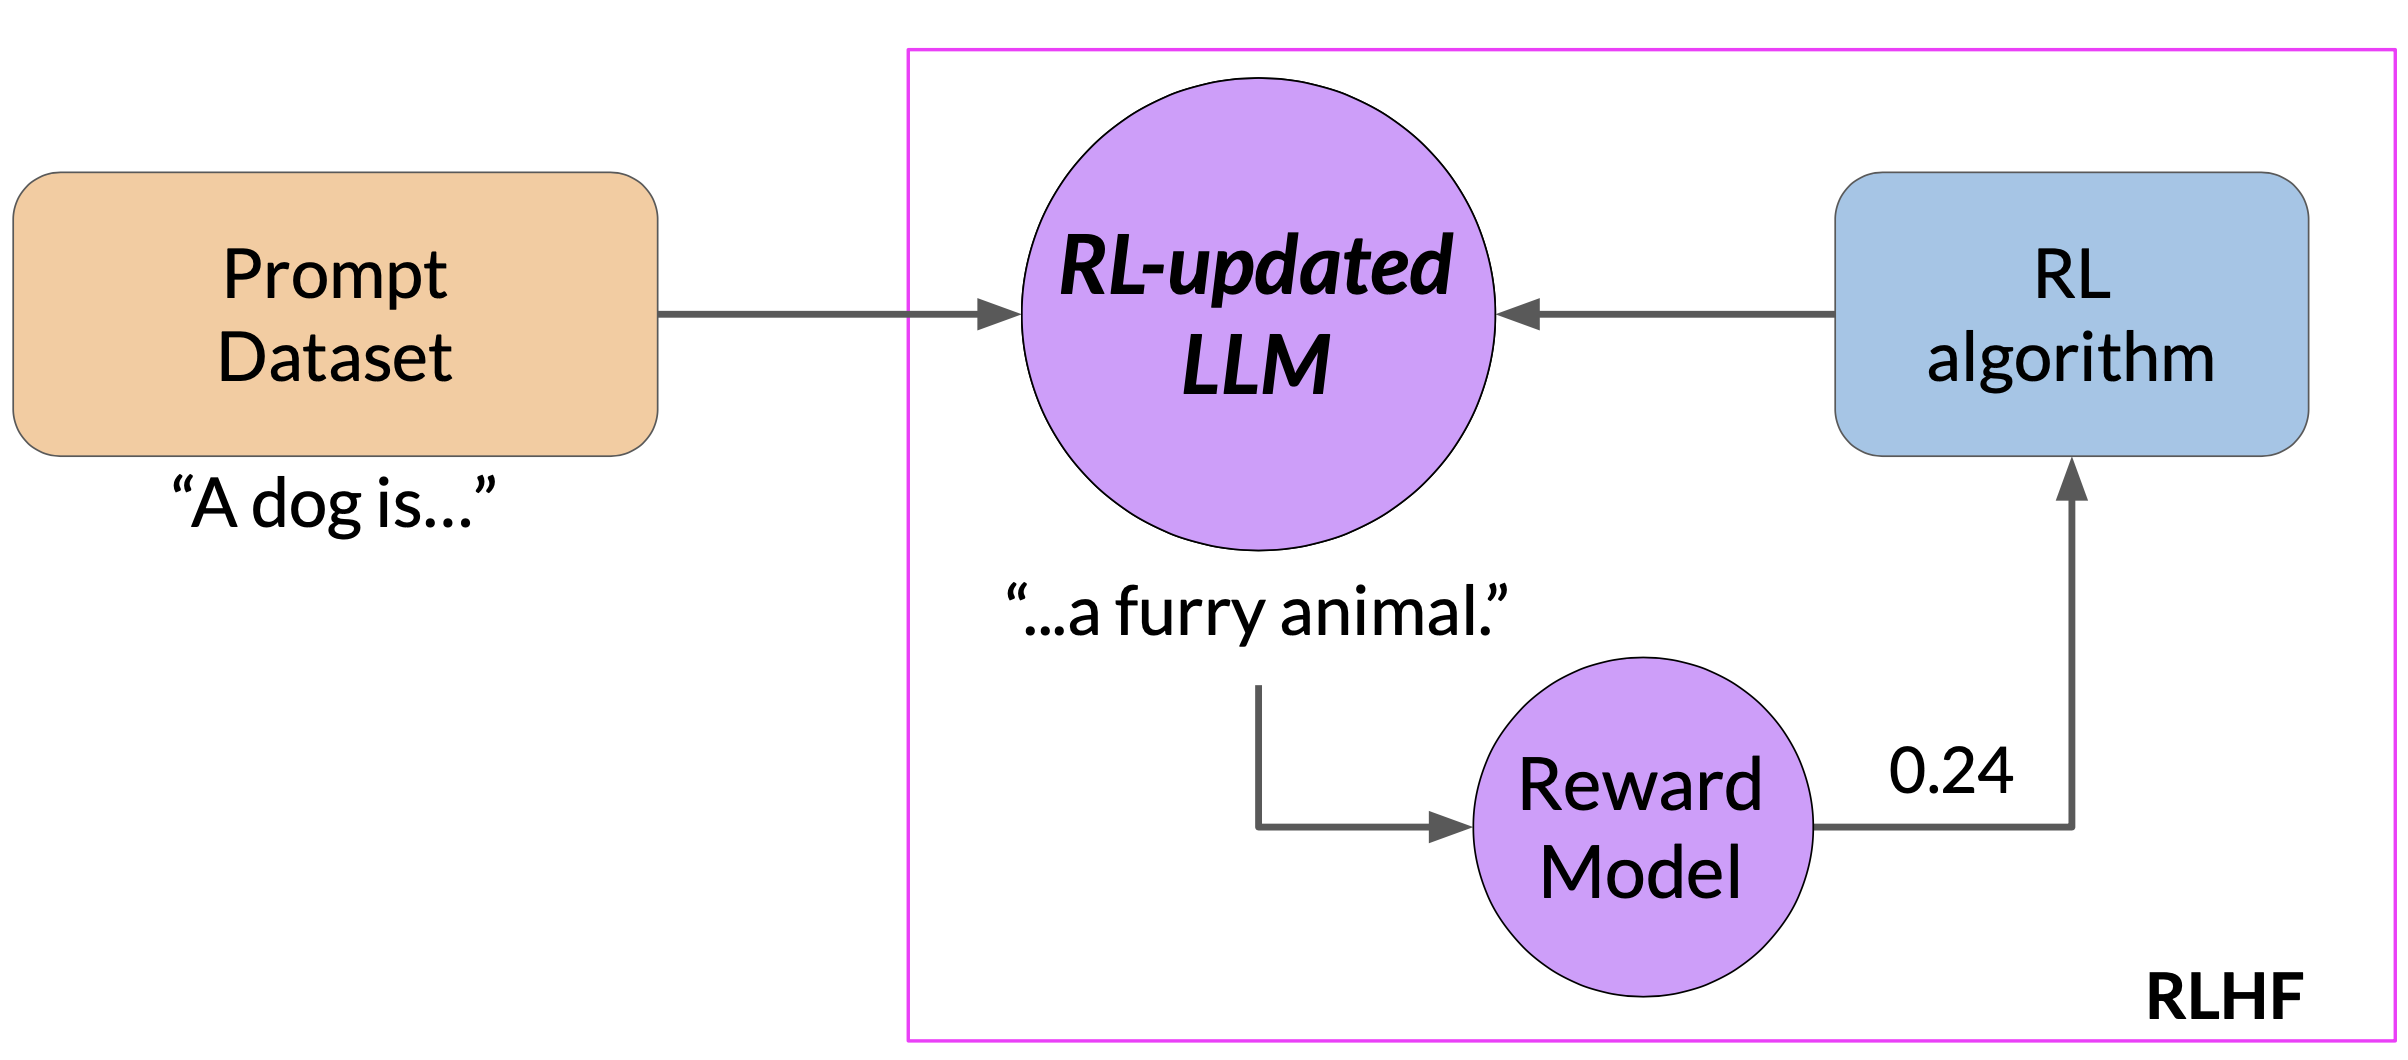 Prompt
Dataset
“A dog is…”
RL-updated
LLM
“...a furry animal.”
RL
algorithm
Reward
Model
0.24
RLHF